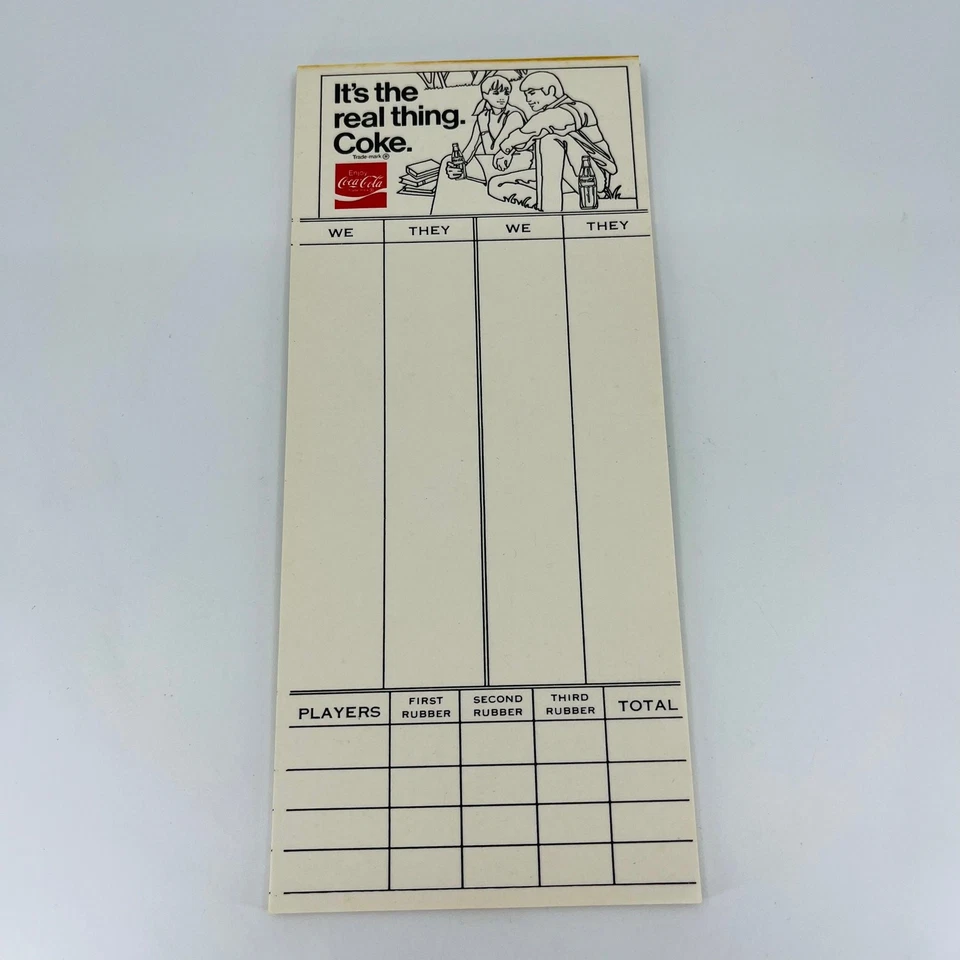 It's the
real thing.
Coke.
Trade-mark ®
Enjoy
Coca-Cola
WE THEY WE THEY
PLAYERS FIRST RUBBER SECOND RUBBER THIRD RUBBER TOTAL